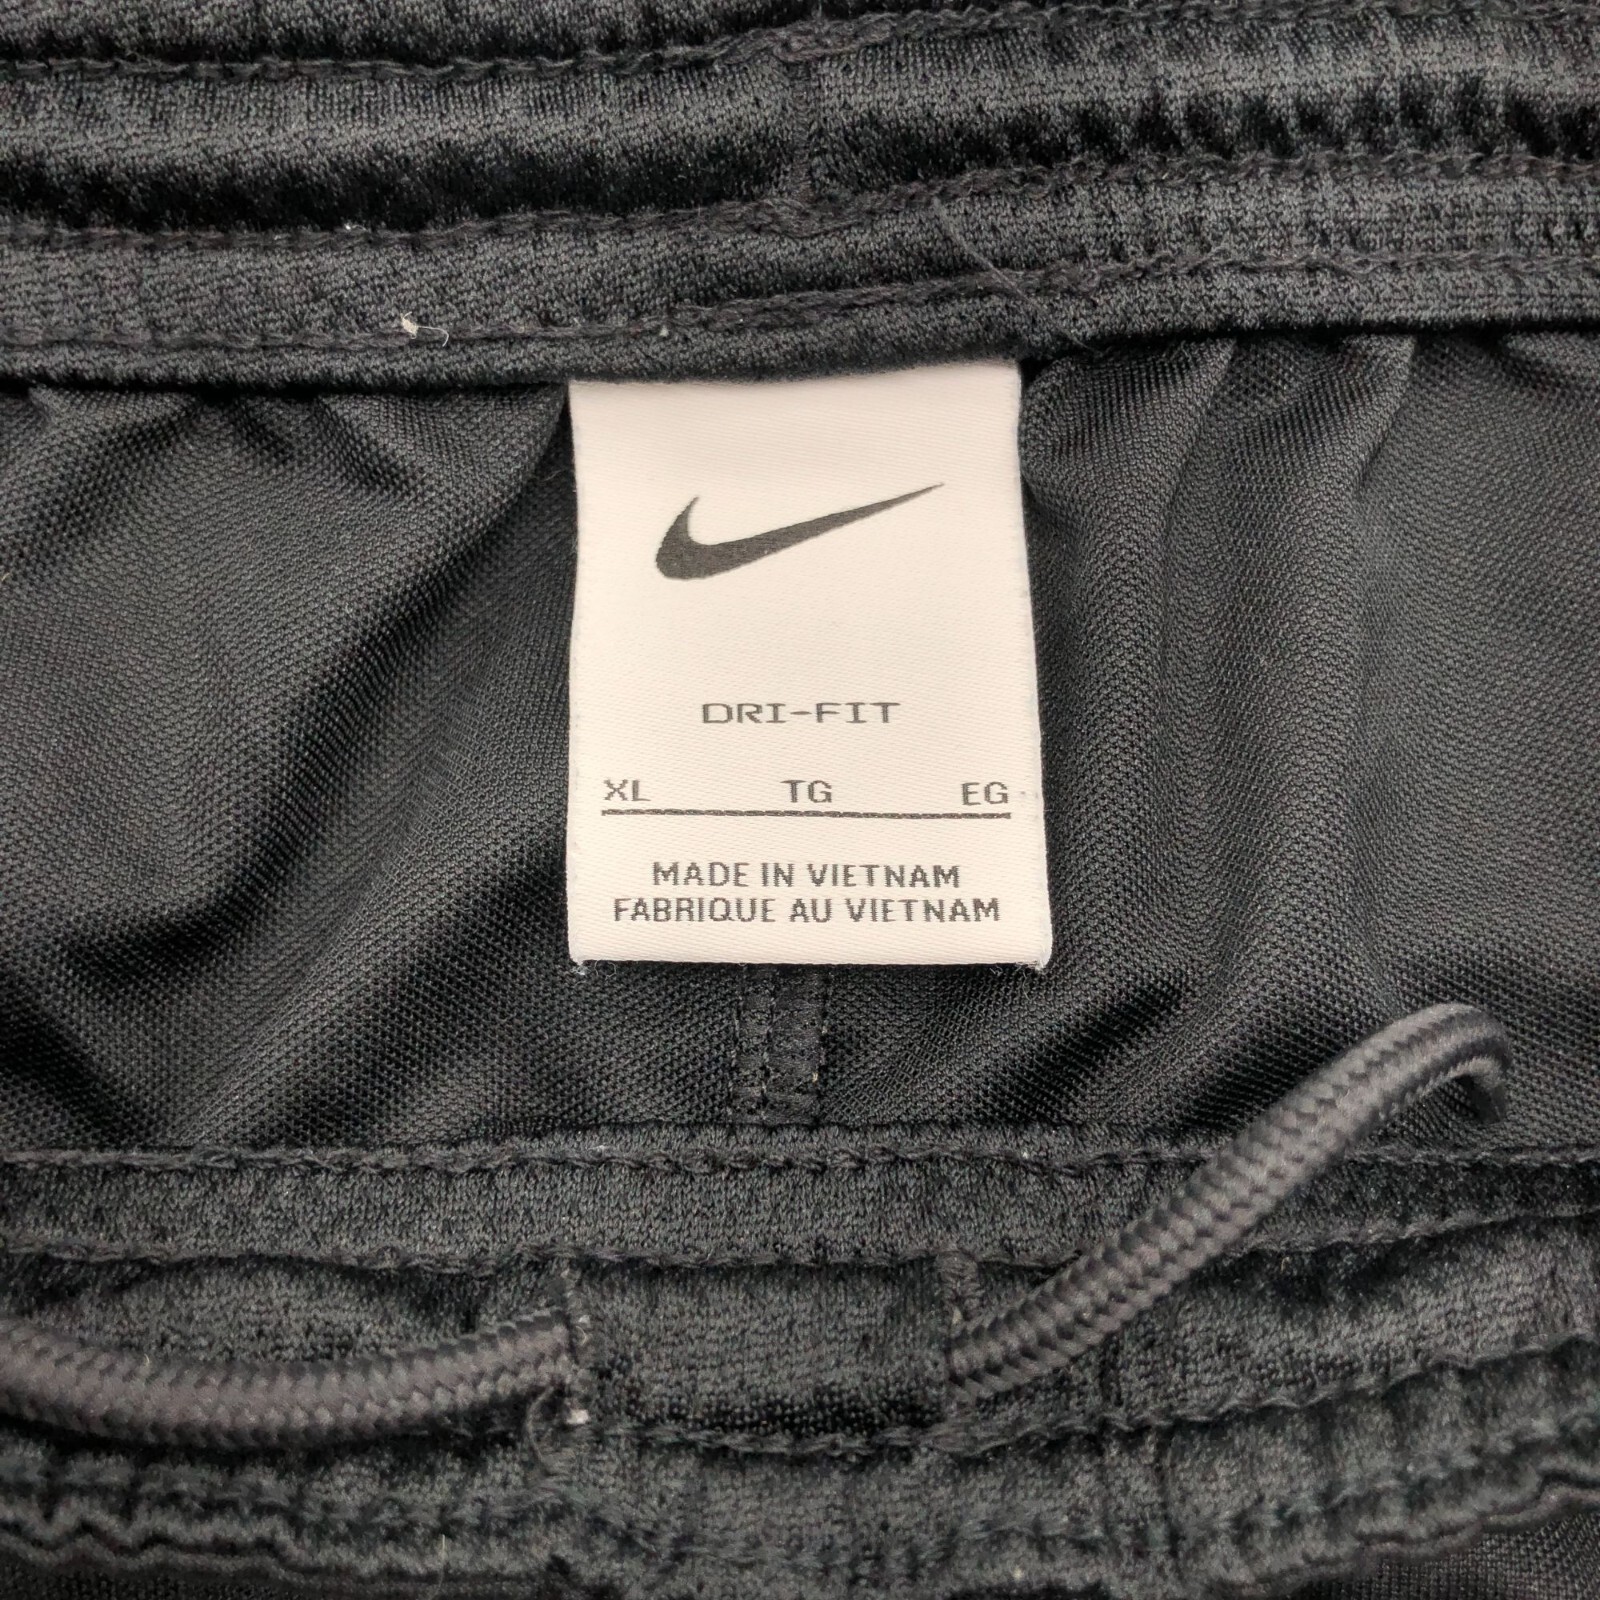 DRI-FIT
XL TG EG
MADE IN VIETNAM
FABRIQUE AU VIETNAM